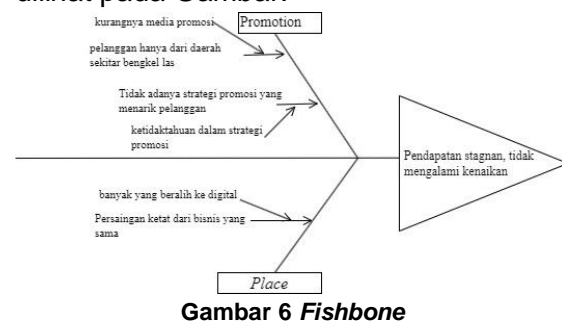 dilihat pada Gambar.
kurangnya media promosi
Promotion
pelanggan hanya dari daerah
sekitar bengkel las
Tidak adanya strategi promosi yang
menarik pelanggan
ketidaktahuan dalam strategi
promosi
Pendapatan stagnan, tidak
mengalami kenaikan
banyak yang beralih ke digital
Persaingan ketat dari bisnis yang
sama
Place
Gambar 6 Fishbone